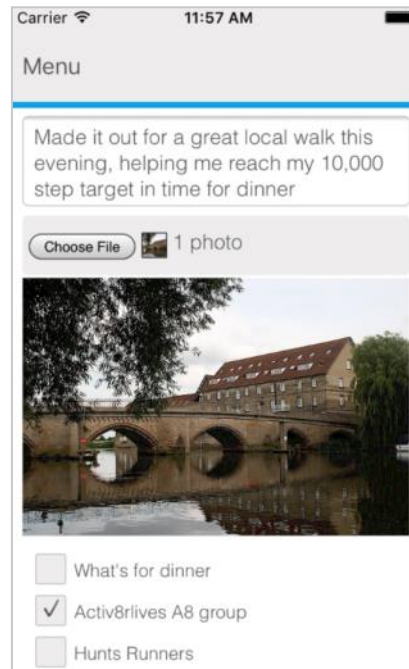 Carrier 11:57 AM
Menu
Made it out for a great local walk this
evening, helping me reach my 10,000
step target in time for dinner
Choose File 1 photo
What's for dinner
Activ8rlives A8 group
Hunts Runners